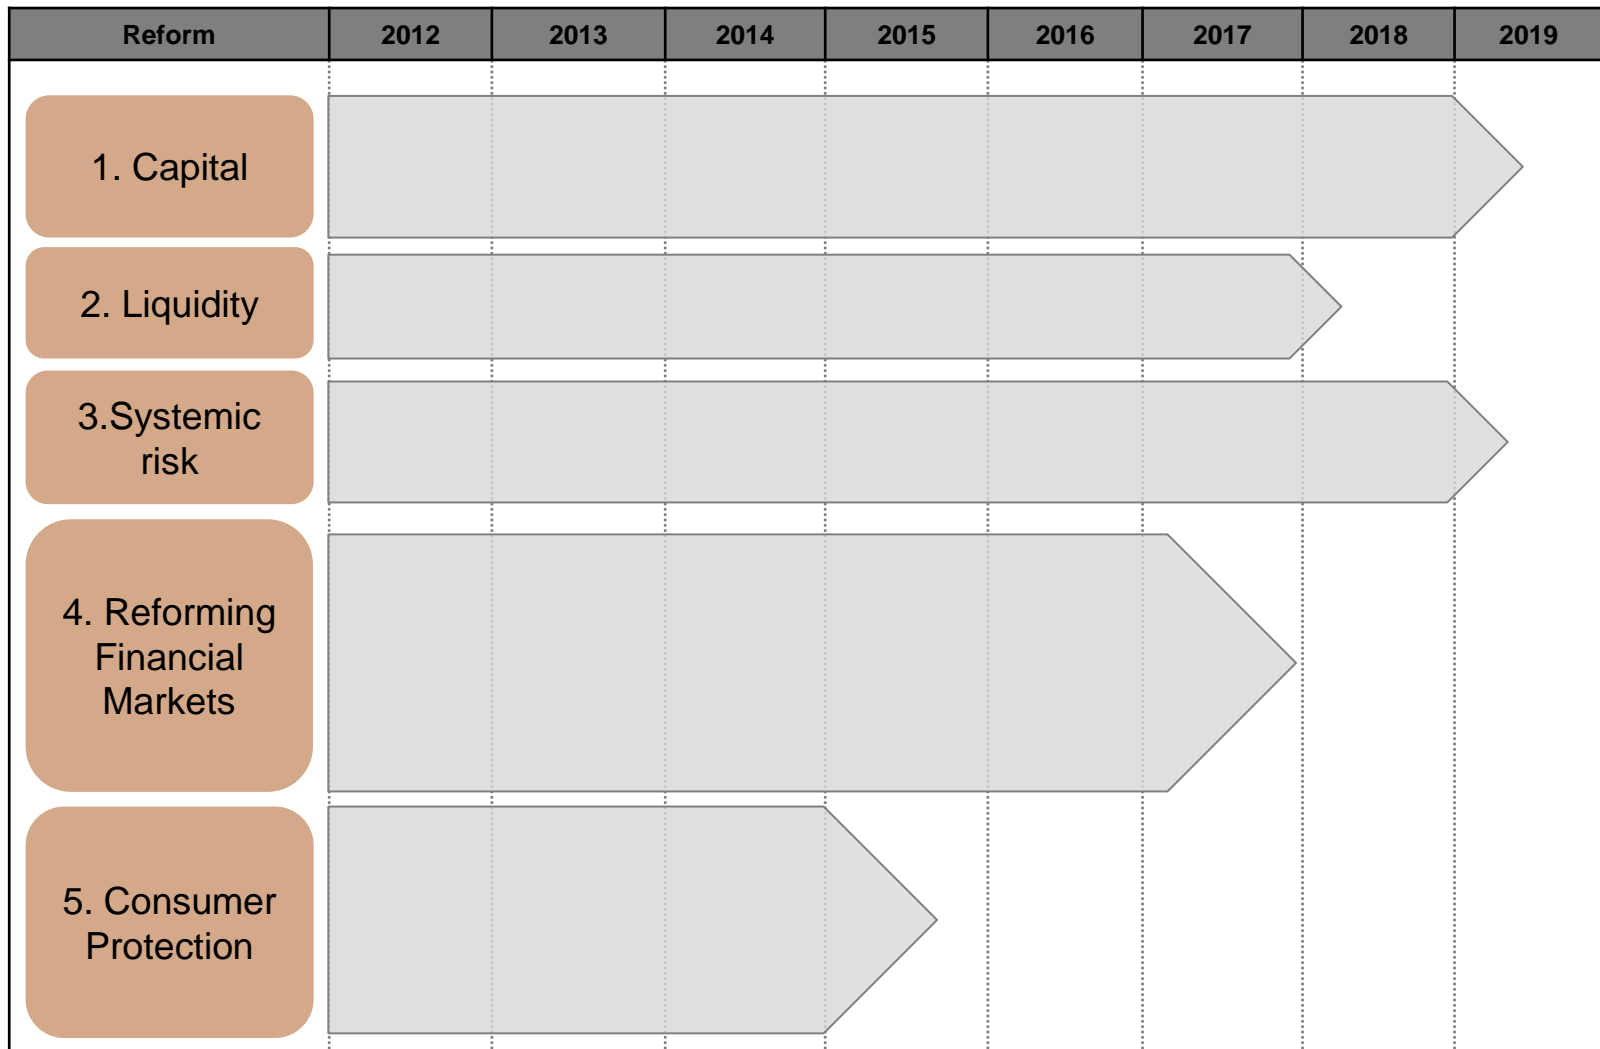 Reform 2012 2013 2014 2015 2016 2017 2018 2019
1. Capital
2. Liquidity
3.Systemic
risk
4. Reforming
Financial
Markets
5. Consumer
Protection